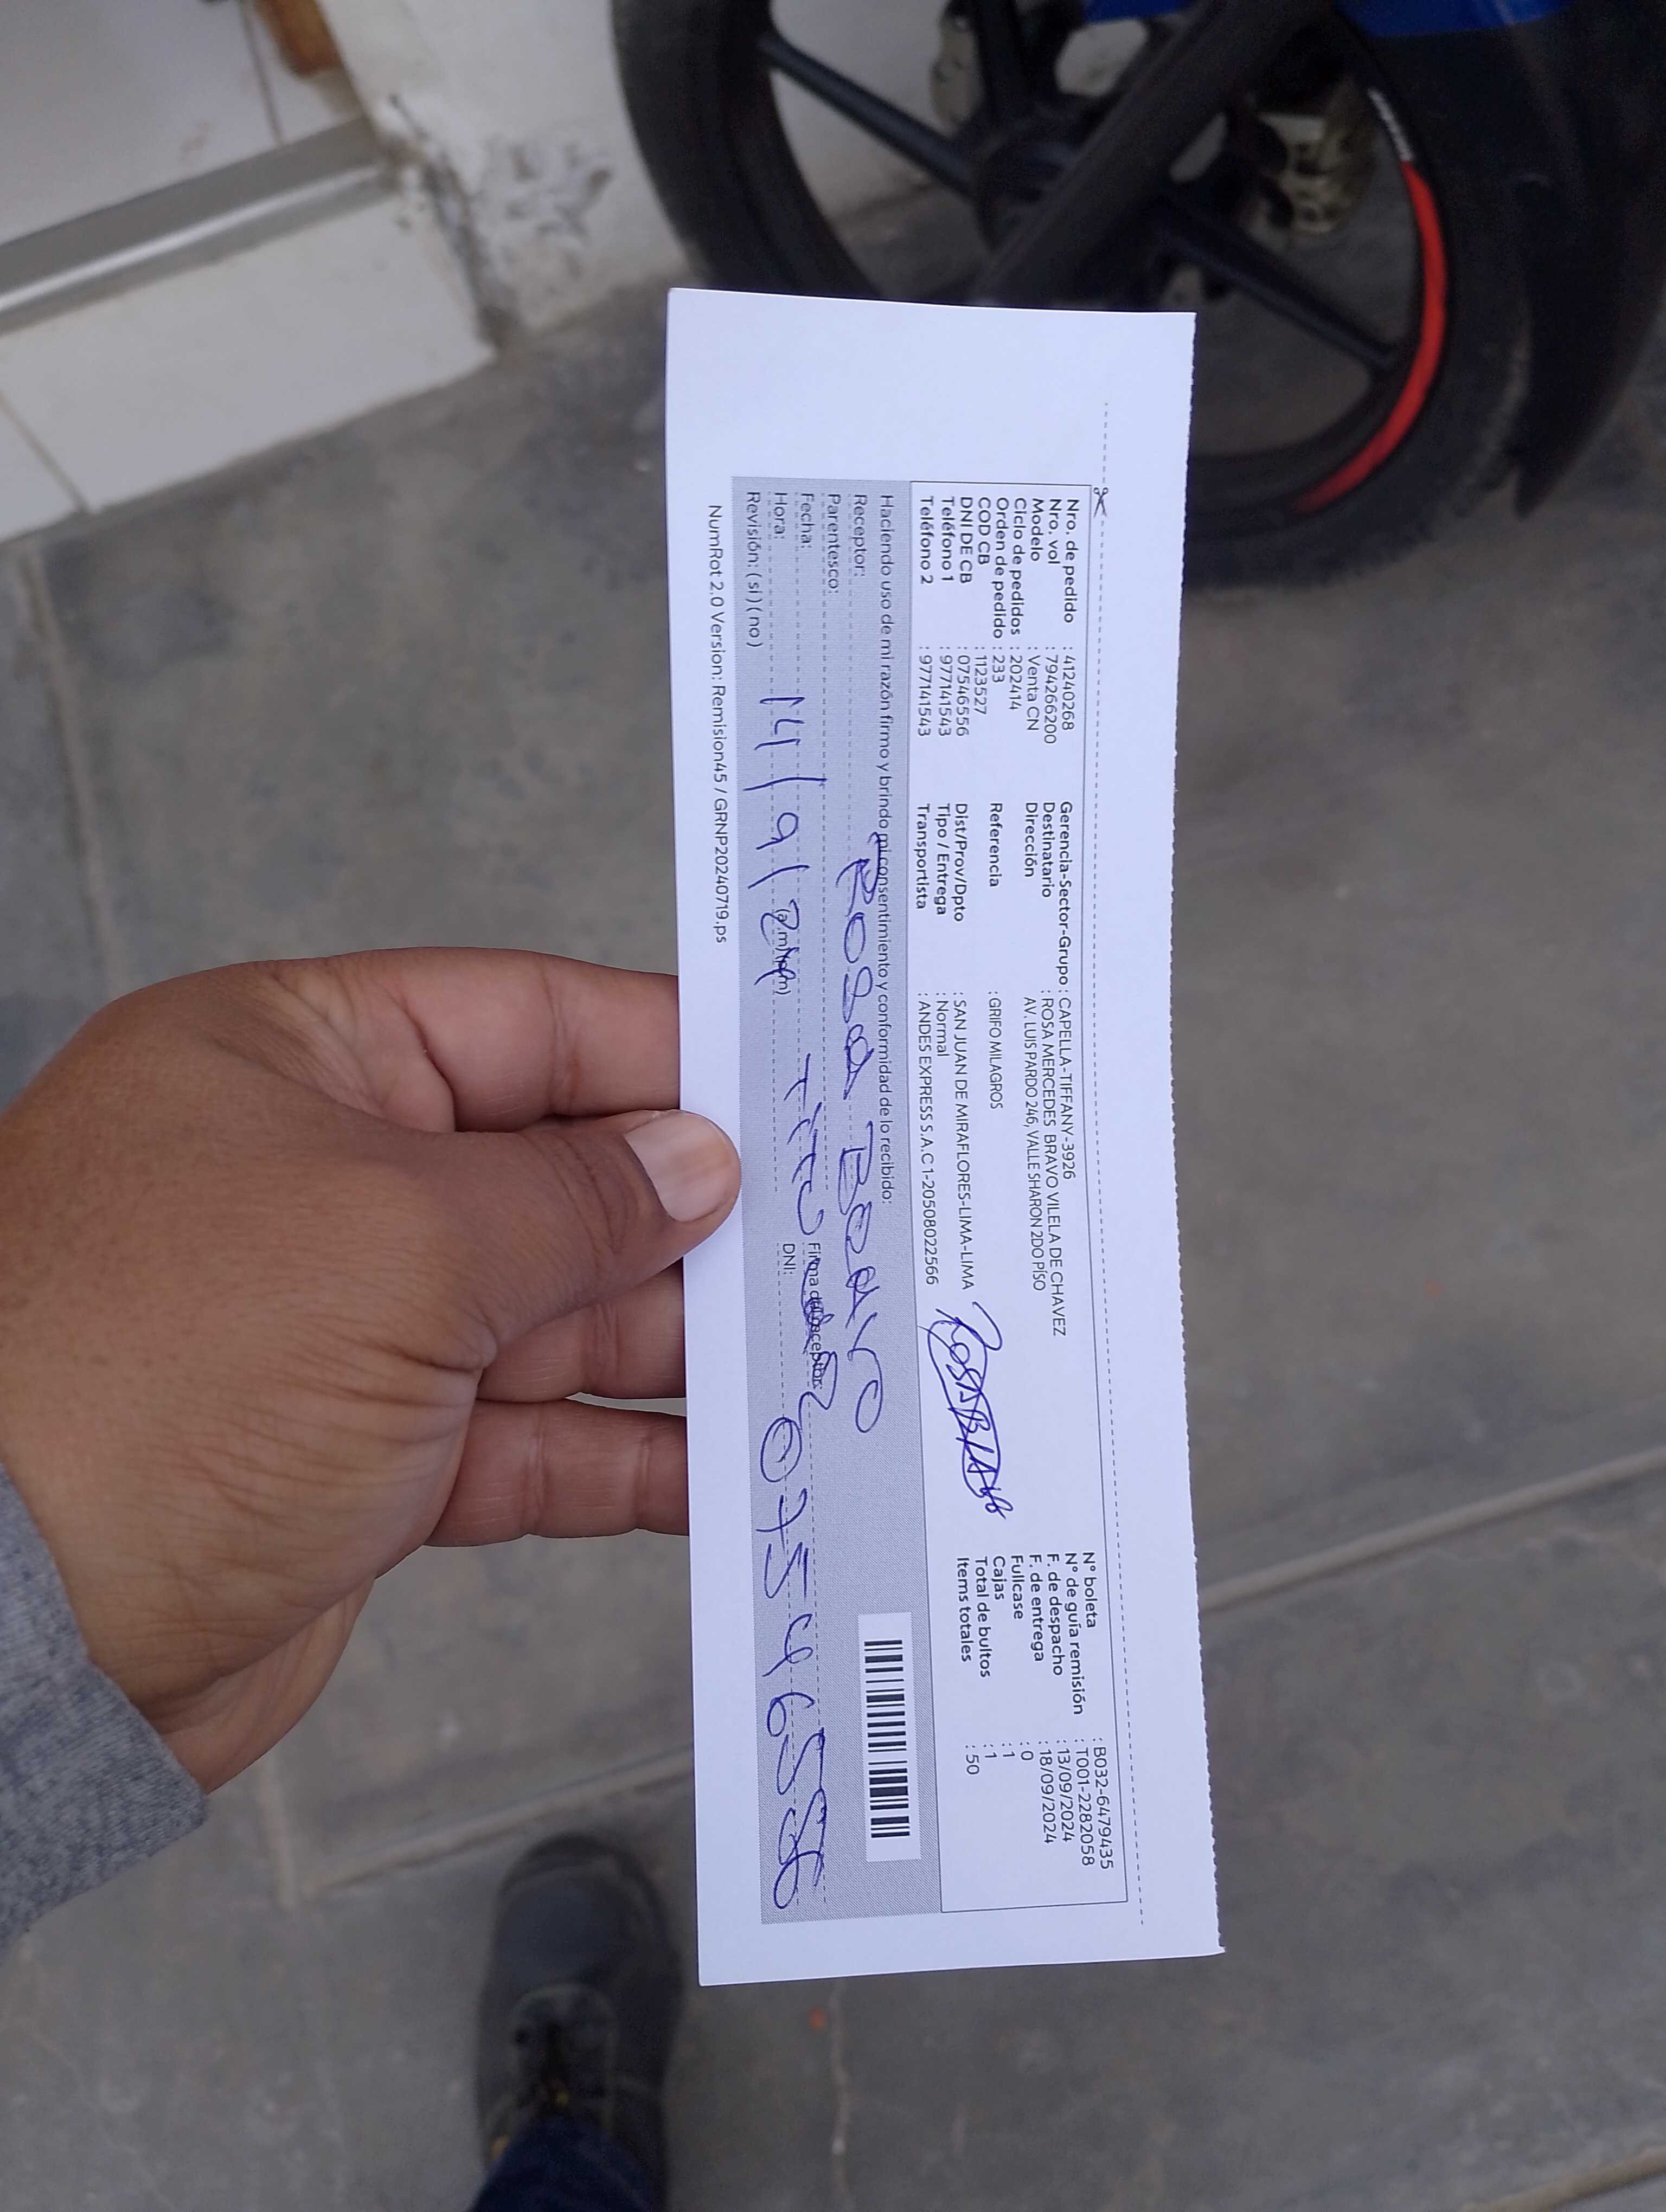 Nro. de pedido : 41240268
Nro. vol : 794266200
Modelo : Venta CN
Ciclo de pedidos : 202414
Orden de pedido : 233
COD CB : 1123527
DNI DE CB : 07546556
Teléfono 1 : 977141543
Teléfono 2 : 977141543
Gerencia-Sector-Grupo : CAPELLA-TIFFANY-3926
Destinatario : ROSA MERCEDES BRAVO VILELA DE CHAVEZ
Dirección AV. LUIS PARDO 246, VALLE SHARON 2DO PÍSO
Referencia : GRIFO MILAGROS
Dist/Prov/Dpto : SAN JUAN DE MIRAFLORES-LIMA-LIMA
Tipo / Entrega : Normal
Transportista : ANDES EXPRESS S.A.C 1-20508022566
N° boleta : B032-6479435
N° de guía remisión : T001-2282058
F. de despacho : 13/09/2024
F. de entrega : 18/09/2024
Fullcase : 0
Cajas : 1
Total de bultos : 1
Items totales : 50
Haciendo uso de mi razón firmo y brindo mi consentimiento y conformidad de lo recibido:
Receptor: Rosa Bravo
Parentesco:
Fecha: Firma del receptor:
Hora: 14/9/24 (a.m) (p.m) DNI: 07546556
Revisión: (si) (no)
NumRot 2.0 Version: Remision45 / GRNP20240719.ps